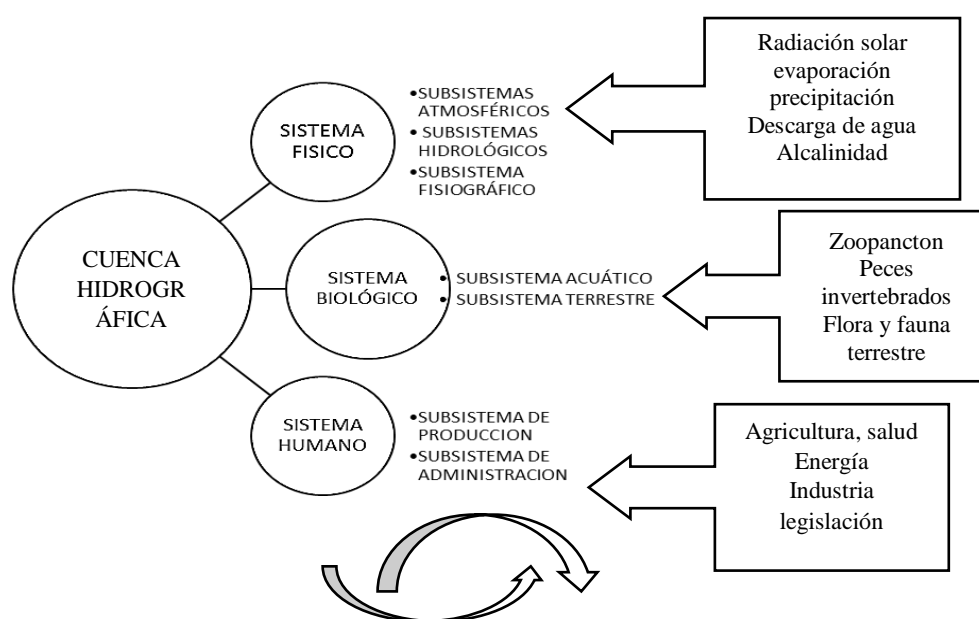 CUENCA
HIDROGR
ÁFICA
SISTEMA
FISICO
•SUBSISTEMAS
ATMOSFÉRICOS
• SUBSISTEMAS
HIDROLÓGICOS
•SUBSISTEMA
FISIOGRÁFICO
Radiación solar
evaporación
precipitación
Descarga de agua
Alcalinidad
SISTEMA
BIOLÓGICO
• SUBSISTEMA ACUÁTICO
• SUBSISTEMA TERRESTRE
Zoopancton
Peces
invertebrados
Flora y fauna
terrestre
SISTEMA
HUMANO
•SUBSISTEMA DE
PRODUCCION
•SUBSISTEMA DE
ADMINISTRACION
Agricultura, salud
Energía
Industria
legislación